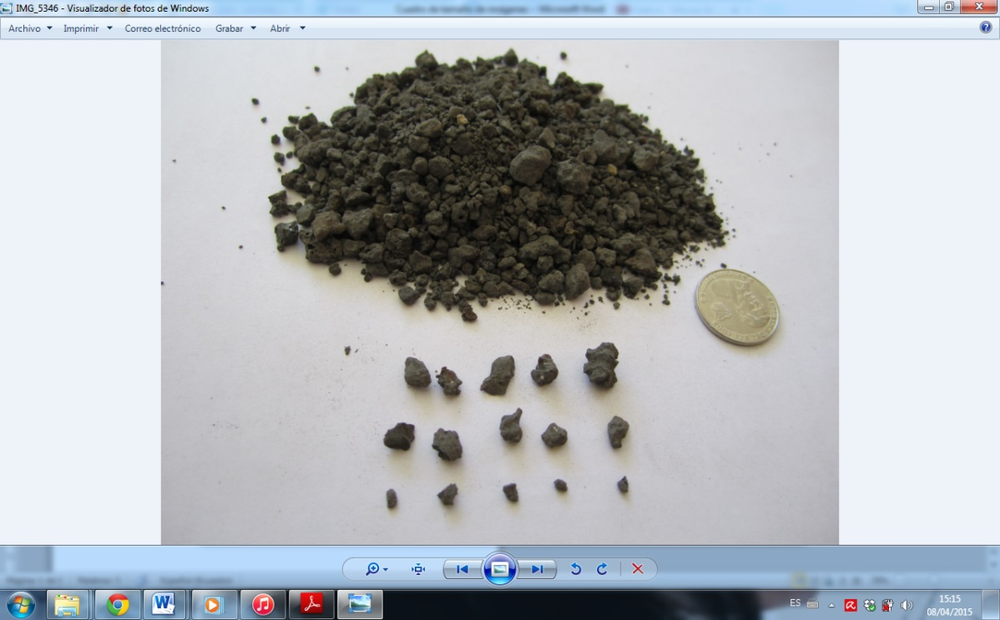 IMG_5346 - Visualizador de fotos de Windows
Archivo Imprimir Correo electrónico Grabar Abrir
ES
15:15
08/04/2015